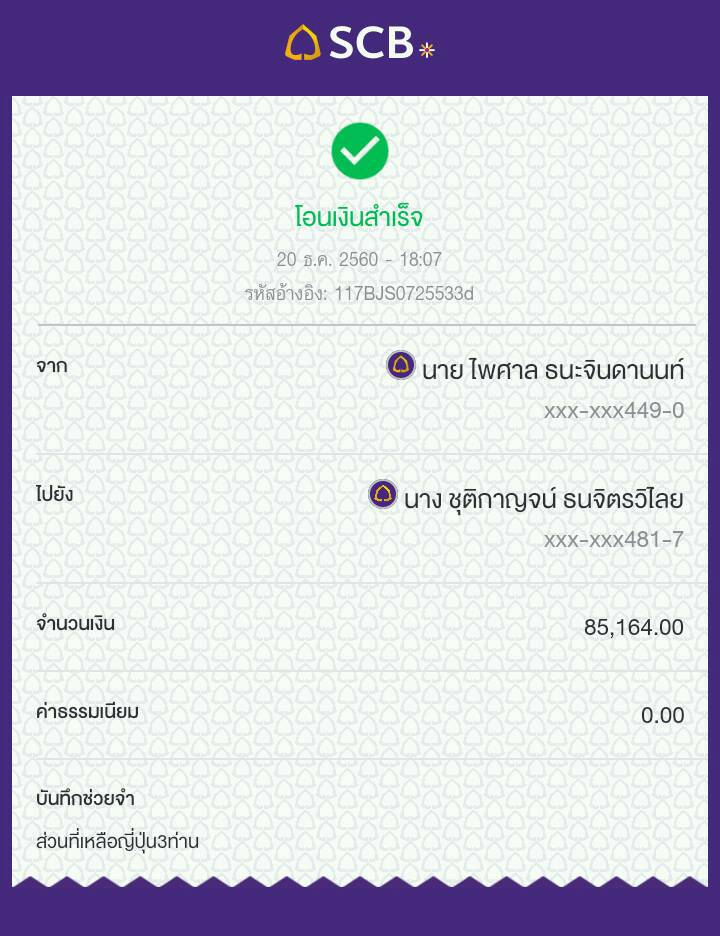 SCB
โอนเงินสำเร็จ
20 ธ.ค. 2560 - 18:07
รหัสอ้างอิง: 117BJS0725533d
จาก
นาย ไพศาล ธนะจินดานนท์
xxx-xxx449-0
ไปยัง
นาง ชุติกาญจน์ ธนจิตรวิไลย
xxx-xxx481-7
จำนวนเงิน
85,164.00
ค่าธรรมเนียม
0.00
บันทึกช่วยจำ
ส่วนที่เหลือญี่ปุ่น3ท่าน